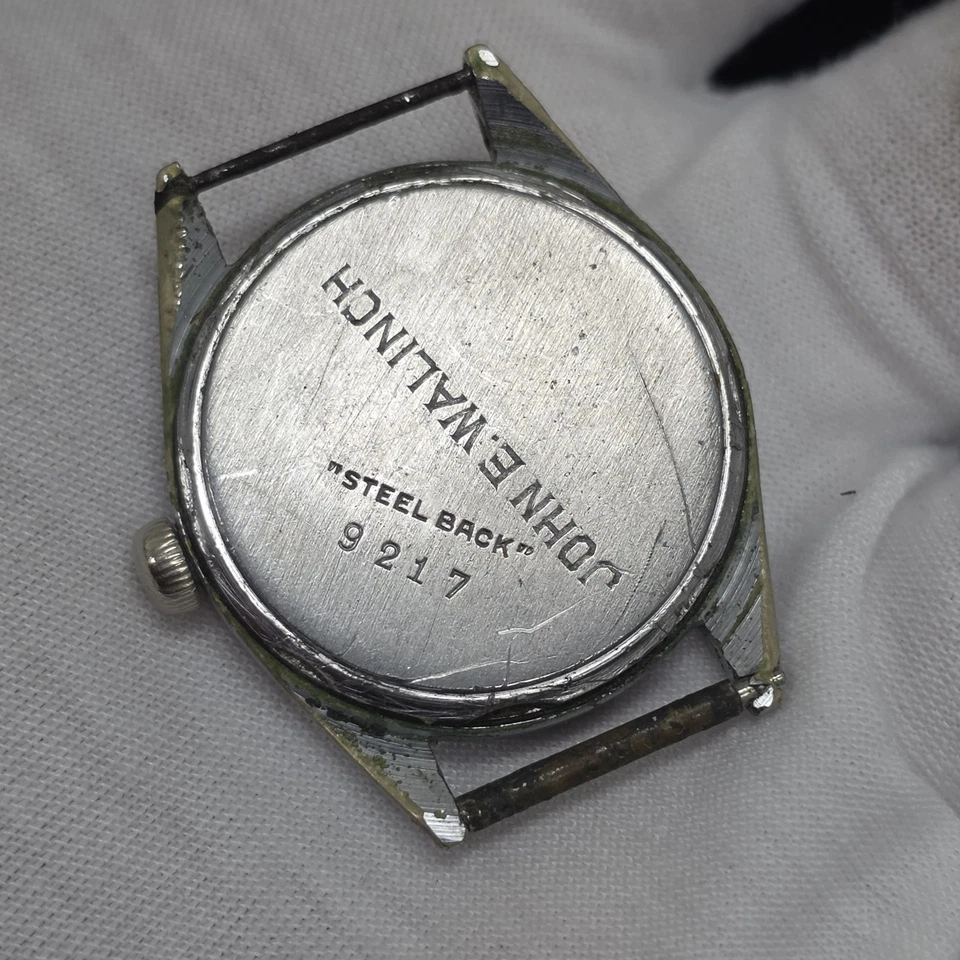 JOHN E. WALINCH
"STEEL BACK"
9217